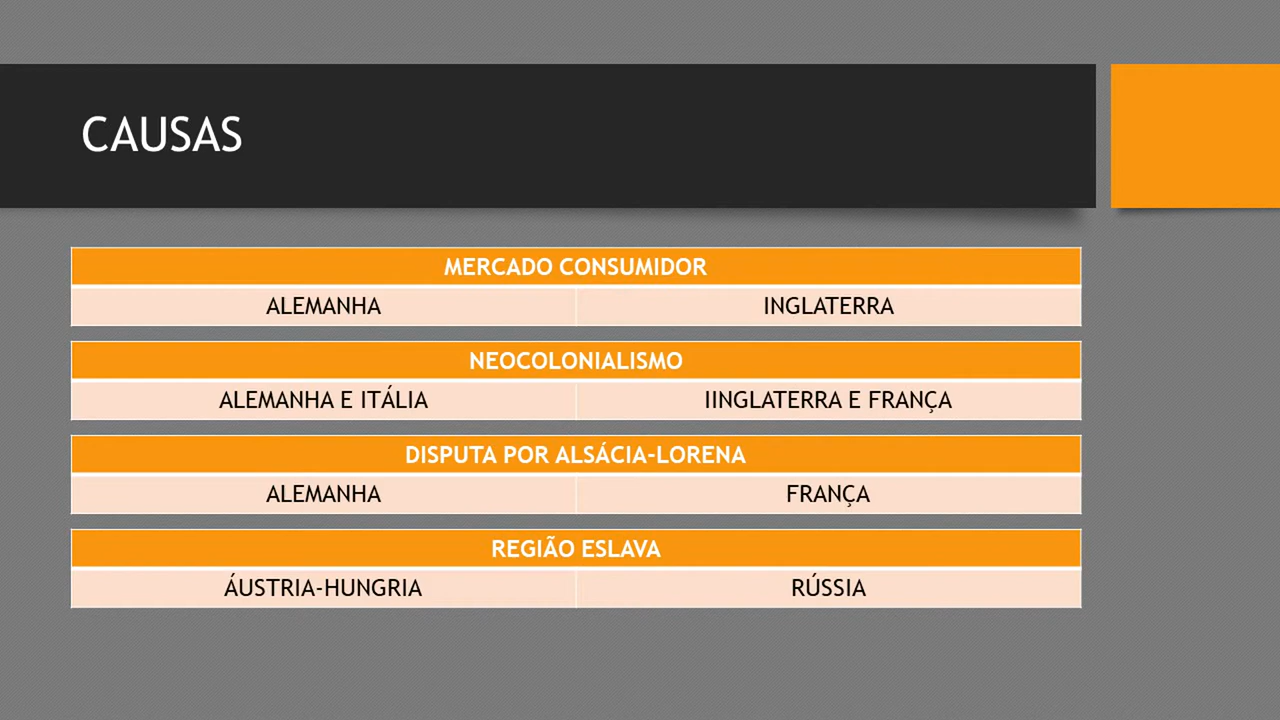 CAUSAS
MERCADO CONSUMIDOR
ALEMANHA INGLATERRA
NEOCOLONIALISMO
ALEMANHA E ITÁLIA IINGLATERRA E FRANÇA
DISPUTA POR ALSÁCIA-LORENA
ALEMANHA FRANÇA
REGIÃO ESLAVA
ÁUSTRIA-HUNGRIA RÚSSIA